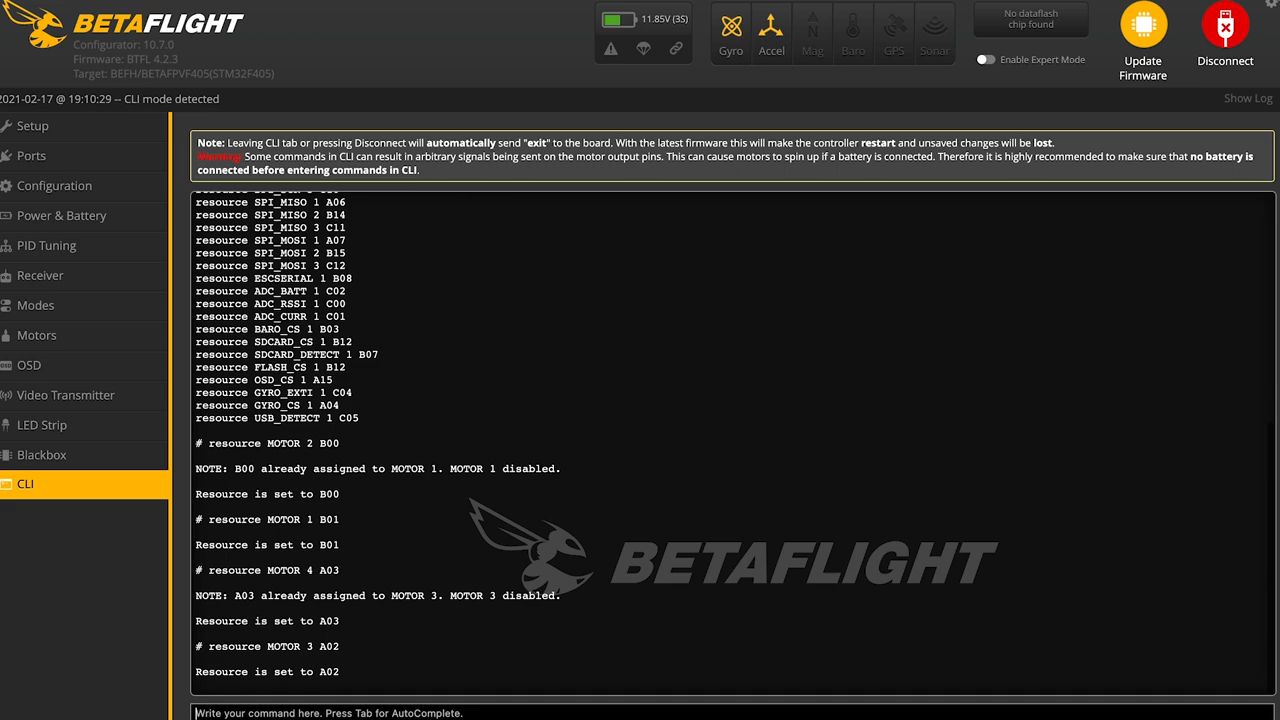 BETAFLIGHT
Configurator: 10.7.0
Firmware: BTFL 4.2.3
Target: BEFH/BETAFPVF405(STM32F405)
11.85V (3S)
Gyro
Accel
Mag
Baro
GPS
Sonar
No dataflash
chip found
Enable Expert Mode
Update
Firmware
Disconnect
2021-02-17 @ 19:10:29 -- CLI mode detected
Show Log
Setup
Ports
Configuration
Power & Battery
PID Tuning
Receiver
Modes
Motors
OSD
Video Transmitter
LED Strip
Blackbox
CLI
Note: Leaving CLI tab or pressing Disconnect will automatically send "exit" to the board. With the latest firmware this will make the controller restart and unsaved changes will be lost.
Warning: Some commands in CLI can result in arbitrary signals being sent on the motor output pins. This can cause motors to spin up if a battery is connected. Therefore it is highly recommended to make sure that no battery is
connected before entering commands in CLI.
resource SPI_MISO 1 A06
resource SPI_MISO 2 B14
resource SPI_MISO 3 C11
resource SPI_MOSI 1 A07
resource SPI_MOSI 2 B15
resource SPI_MOSI 3 C12
resource ESCSERIAL 1 B08
resource ADC_BATT 1 C02
resource ADC_RSSI 1 C00
resource ADC_CURR 1 C01
resource BARO_CS 1 B03
resource SDCARD_CS 1 B12
resource SDCARD_DETECT 1 B07
resource FLASH_CS 1 B12
resource OSD_CS 1 A15
resource GYRO_EXTI 1 C04
resource GYRO_CS 1 A04
resource USB_DETECT 1 C05
# resource MOTOR 2 B00
NOTE: B00 already assigned to MOTOR 1. MOTOR 1 disabled.
Resource is set to B00
# resource MOTOR 1 B01
Resource is set to B01
# resource MOTOR 4 A03
NOTE: A03 already assigned to MOTOR 3. MOTOR 3 disabled.
Resource is set to A03
# resource MOTOR 3 A02
Resource is set to A02
BETAFLIGHT
Write your command here. Press Tab for AutoComplete.